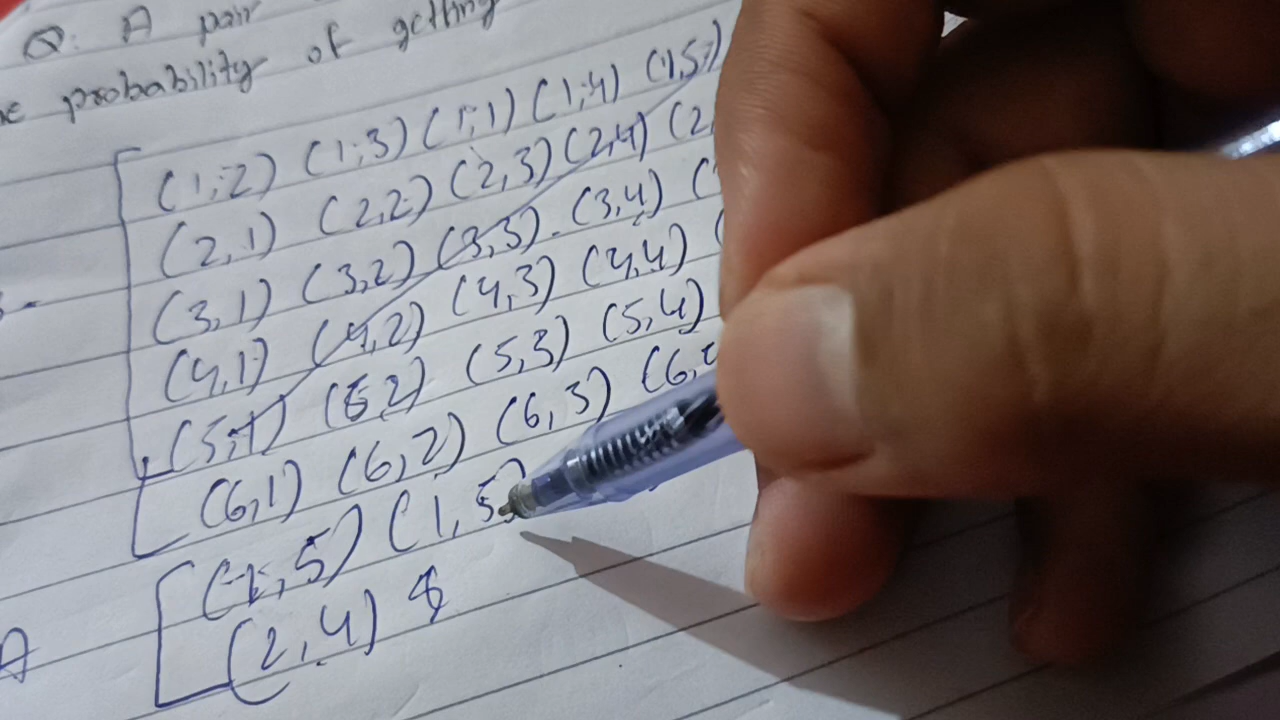 Q: A pair
probability of getting
(1,2) (1,3) (1,1) (1,4) (1,5)
(2,1) (2,2) (2,3) (2,4) (2,
(3,1) (3,2) (3,3) (3,4) (
(4,1) (4,2) (4,3) (4,4) (
(5,1) (5,2) (5,3) (5,4)
(6,1) (6,2) (6,3) (6,
(1,5) (1,5)
(2,4)
A